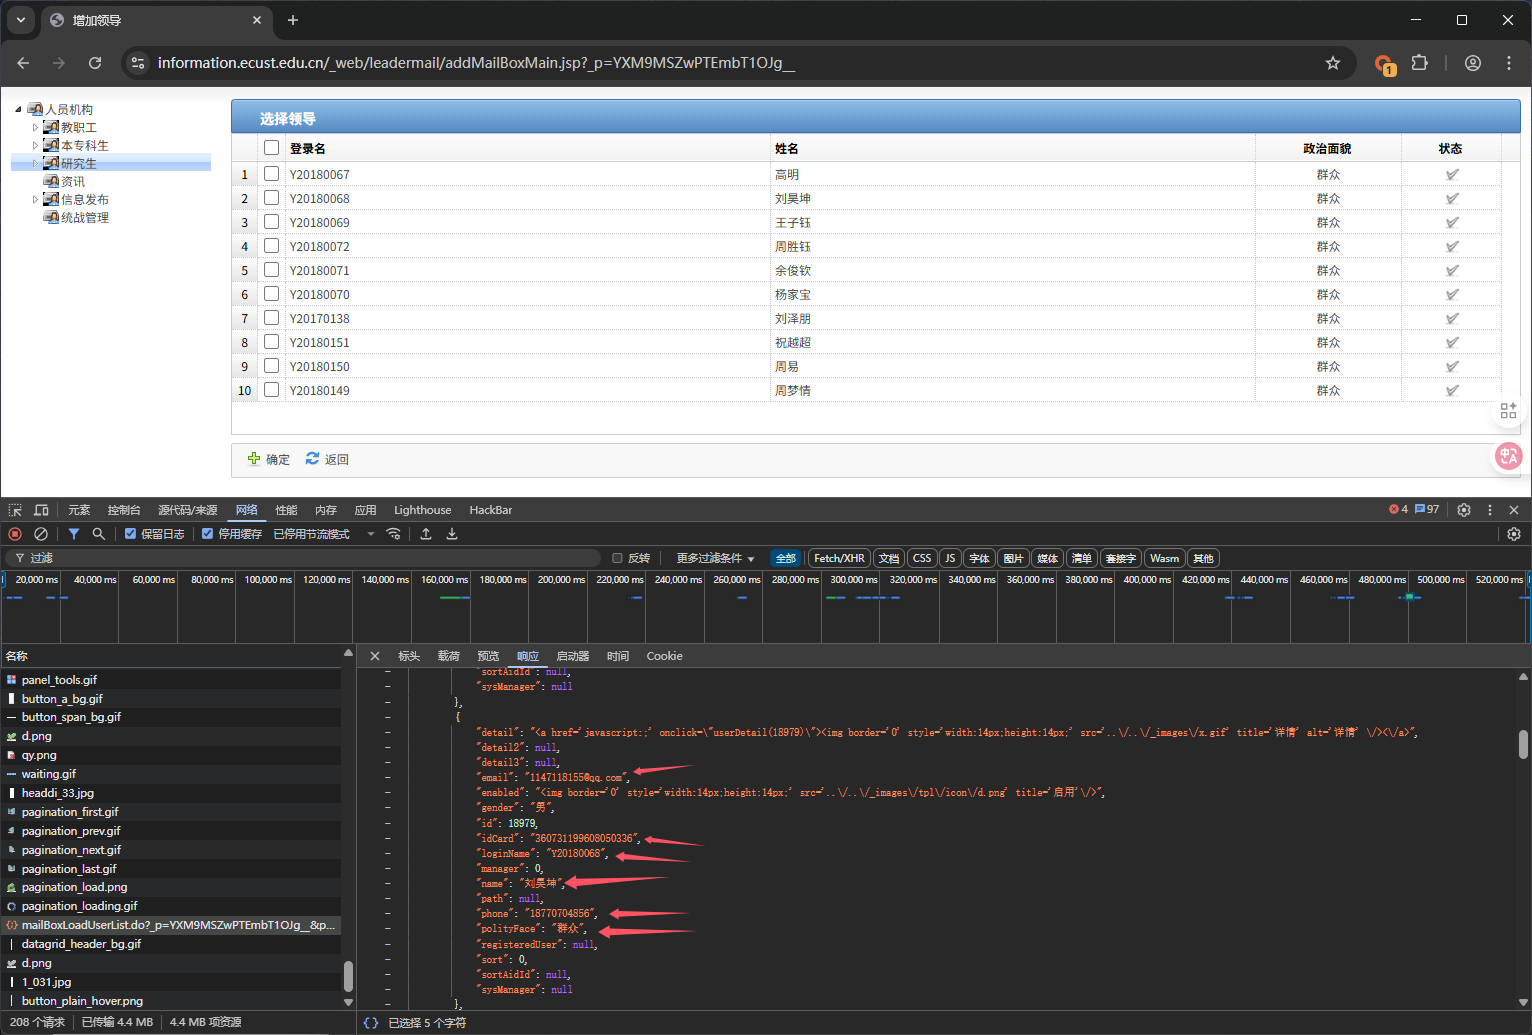 增加领导
information.ecust.edu.cn/_web/leadermail/addMailBoxMain.jsp?_p=YXM9MSZwPTEmbT1OJg__
1
人员机构
教职工
本专科生
研究生
资讯
信息发布
统战管理
选择领导
登录名 姓名 政治面貌 状态
1 Y20180067 高明 群众
2 Y20180068 刘昊坤 群众
3 Y20180069 王子钰 群众
4 Y20180072 周胜钰 群众
5 Y20180071 余俊钦 群众
6 Y20180070 杨家宝 群众
7 Y20170138 刘泽朋 群众
8 Y20180151 祝越超 群众
9 Y20180150 周易 群众
10 Y20180149 周梦情 群众
确定 返回
元素 控制台 源代码/来源 网络 性能 内存 应用 Lighthouse HackBar 4 97
保留日志 停用缓存 已停用节流模式
过滤 反转 更多过滤条件 全部 Fetch/XHR 文档 CSS JS 字体 图片 媒体 清单 套接字 Wasm 其他
20,000 ms 40,000 ms 60,000 ms 80,000 ms 100,000 ms 120,000 ms 140,000 ms 160,000 ms 180,000 ms 200,000 ms 220,000 ms 240,000 ms 260,000 ms 280,000 ms 300,000 ms 320,000 ms 340,000 ms 360,000 ms 380,000 ms 400,000 ms 420,000 ms 440,000 ms 460,000 ms 480,000 ms 500,000 ms 520,000 ms
名称
panel_tools.gif
button_a_bg.gif
button_span_bg.gif
d.png
qy.png
waiting.gif
headdi_33.jpg
pagination_first.gif
pagination_prev.gif
pagination_next.gif
pagination_last.gif
pagination_load.png
pagination_loading.gif
mailBoxLoadUserList.do?_p=YXM9MSZwPTEmbT1OJg__&p...
datagrid_header_bg.gif
d.png
1_031.jpg
button_plain_hover.png
208 个请求 已传输 4.4 MB 4.4 MB 项资源
标头 载荷 预览 响应 启动器 时间 Cookie
"sortAidId": null,
"sysManager": null
},
{
"detail": "<a href='javascript:;' onclick=\"userDetail(18979)\"><img border='0' style='width:14px;height:14px;' src='..\/..\/_images\/x.gif' title='详情' alt='详情' \/><\/a>",
"detail2": null,
"detail3": null,
"email": "1147118155@qq.com",
"enabled": "<img border='0' style='width:14px;height:14px;' src='..\/..\/_images\/tpl\/icon\/d.png' title='启用'\/>",
"gender": "男",
"id": 18979,
"idCard": "360731199608050336",
"loginName": "Y20180068",
"manager": 0,
"name": "刘昊坤",
"path": null,
"phone": "18770704856",
"polityFace": "群众",
"registeredUser": null,
"sort": 0,
"sortAidId": null,
"sysManager": null
},
{} 已选择 5 个字符